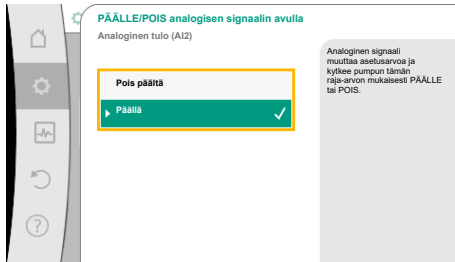 PÄÄLLE/POIS analogisen signaalin avulla
Analoginen tulo (AI2)
Pois päältä
Päällä
Analoginen signaali
muuttaa asetusarvoa ja
kytkee pumpun tämän
raja-arvon mukaisesti PÄÄLLE
tai POIS.